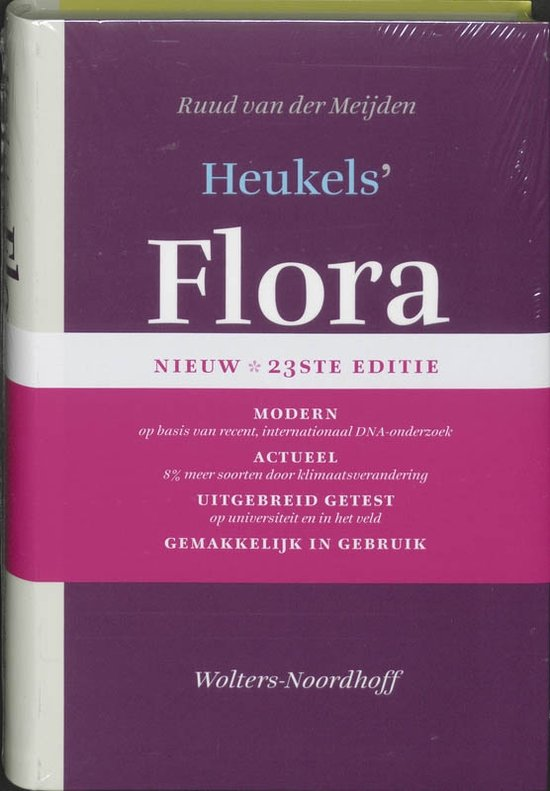 Ruud van der Meijden
Heukels’
Flora
NIEUW * 23STE EDITIE
MODERN
op basis van recent, internationaal DNA-onderzoek
ACTUEEL
8% meer soorten door klimaatsverandering
UITGEBREID GETEST
op universiteit en in het veld
GEMAKKELIJK IN GEBRUIK
Wolters-Noordhoff